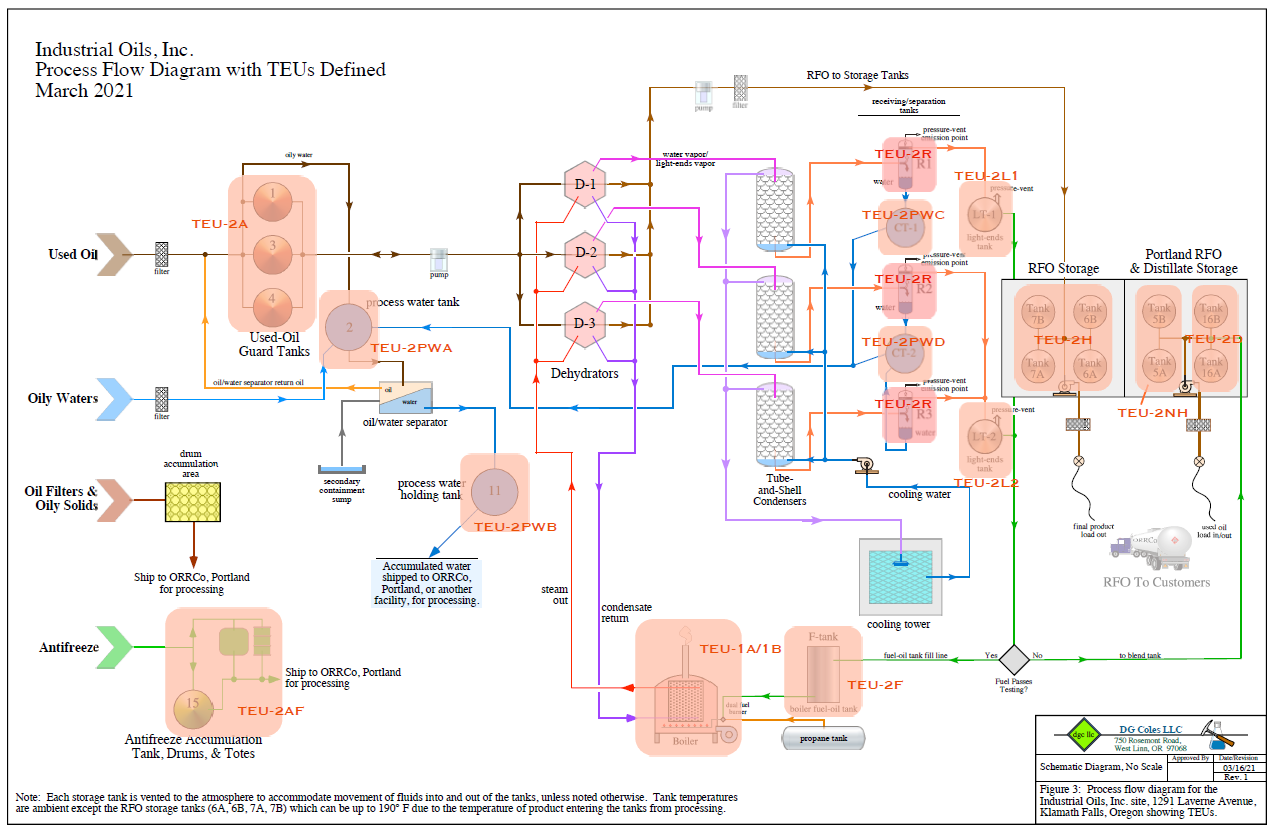 Industrial Oils, Inc.
Process Flow Diagram with TEUs Defined
March 2021
RFO to Storage Tanks
pump
filter
receiving/separation
tanks
oily water
water vapor/
light-ends vapor
pressure-vent
emission point
TEU-2R
R1
water
TEU-2L1
pressure-vent
LT-1
light-ends
tank
TEU-2A
1
3
4
Used-Oil
Guard Tanks
Used Oil
filter
pump
D-1
D-2
D-3
Dehydrators
TEU-2PWC
CT-1
pressure-vent
emission point
TEU-2R
R2
water
RFO Storage
Portland RFO
& Distillate Storage
Tank
7B
Tank
6B
Tank
5B
Tank
16B
TEU-2H
TEU-2D
Tank
7A
Tank
6A
Tank
5A
Tank
16A
TEU-2NH
process water tank
2
TEU-2PWA
TEU-2PWD
CT-2
pressure-vent
emission point
TEU-2R
R3
water
pressure-vent
LT-2
light-ends
tank
TEU-2L2
oil/water separator return oil
Oily Waters
filter
oil
water
oil/water separator
secondary
containment
sump
drum
accumulation
area
Oil Filters &
Oily Solids
process water
holding tank
11
TEU-2PWB
Tube-
and-Shell
Condensers
cooling water
final product
load out
used oil
load in/out
ORRCo
RFO To Customers
Ship to ORRCo, Portland
for processing
Accumulated water
shipped to ORRCo,
Portland, or another
facility, for processing.
steam
out
condensate
return
cooling tower
Antifreeze
Ship to ORRCo, Portland
for processing
15
TEU-2AF
Antifreeze Accumulation
Tank, Drums, & Totes
TEU-1A/1B
dual fuel
burner
Boiler
F-tank
TEU-2F
boiler fuel-oil tank
propane tank
fuel-oil tank fill line
Yes
No
to blend tank
Fuel Passes
Testing?
dgc llc
DG Coles LLC
750 Rosemont Road,
West Linn, OR 97068
Schematic Diagram, No Scale
Approved By
Date/Revision
03/16/21
Rev. 1
Figure 3: Process flow diagram for the
Industrial Oils, Inc. site, 1291 Laverne Avenue,
Klamath Falls, Oregon showing TEUs.
Note: Each storage tank is vented to the atmosphere to accommodate movement of fluids into and out of the tanks, unless noted otherwise. Tank temperatures
are ambient except the RFO storage tanks (6A, 6B, 7A, 7B) which can be up to 190° F due to the temperature of product entering the tanks from processing.